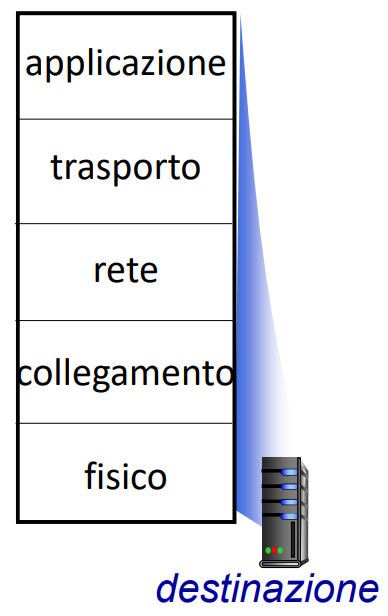 applicazione
trasporto
rete
collegamento
fisico
destinazione